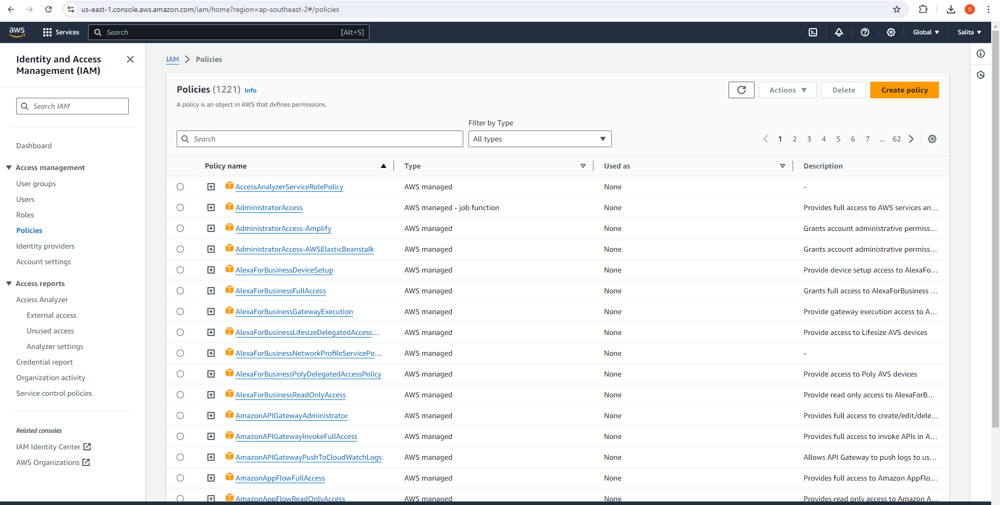 us-east-1.console.aws.amazon.com/iam/home?region=ap-southeast-2#/policies
S
aws
Services
Search
[Alt+S]
Global
Salita
Identity and Access
Management (IAM)
Search IAM
Dashboard
Access management
User groups
Users
Roles
Policies
Identity providers
Account settings
Access reports
Access Analyzer
External access
Unused access
Analyzer settings
Credential report
Organization activity
Service control policies
Related consoles
IAM Identity Center
AWS Organizations
IAM > Policies
Policies (1221) Info
A policy is an object in AWS that defines permissions.
Actions
Delete
Create policy
Filter by Type
Search
All types
1 2 3 4 5 6 7 ... 62
Policy name Type Used as Description
AccessAnalyzerServiceRolePolicy AWS managed None -
AdministratorAccess AWS managed - job function None Provides full access to AWS services an...
AdministratorAccess-Amplify AWS managed None Grants account administrative permiss...
AdministratorAccess-AWSElasticBeanstalk AWS managed None Grants account administrative permiss...
AlexaForBusinessDeviceSetup AWS managed None Provide device setup access to AlexaFo...
AlexaForBusinessFullAccess AWS managed None Grants full access to AlexaForBusiness ...
AlexaForBusinessGatewayExecution AWS managed None Provide gateway execution access to A...
AlexaForBusinessLifesizeDelegatedAccess... AWS managed None Provide access to Lifesize AVS devices
AlexaForBusinessNetworkProfileServicePo... AWS managed None -
AlexaForBusinessPolyDelegatedAccessPolicy AWS managed None Provide access to Poly AVS devices
AlexaForBusinessReadOnlyAccess AWS managed None Provide read only access to AlexaForB...
AmazonAPIGatewayAdministrator AWS managed None Provides full access to create/edit/dele...
AmazonAPIGatewayInvokeFullAccess AWS managed None Provides full access to invoke APIs in A...
AmazonAPIGatewayPushToCloudWatchLogs AWS managed None Allows API Gateway to push logs to us...
AmazonAppFlowFullAccess AWS managed None Provides full access to Amazon AppFlo...
AmazonAppFlowReadOnlyAccess AWS managed None Provides read only access to Amazon A...